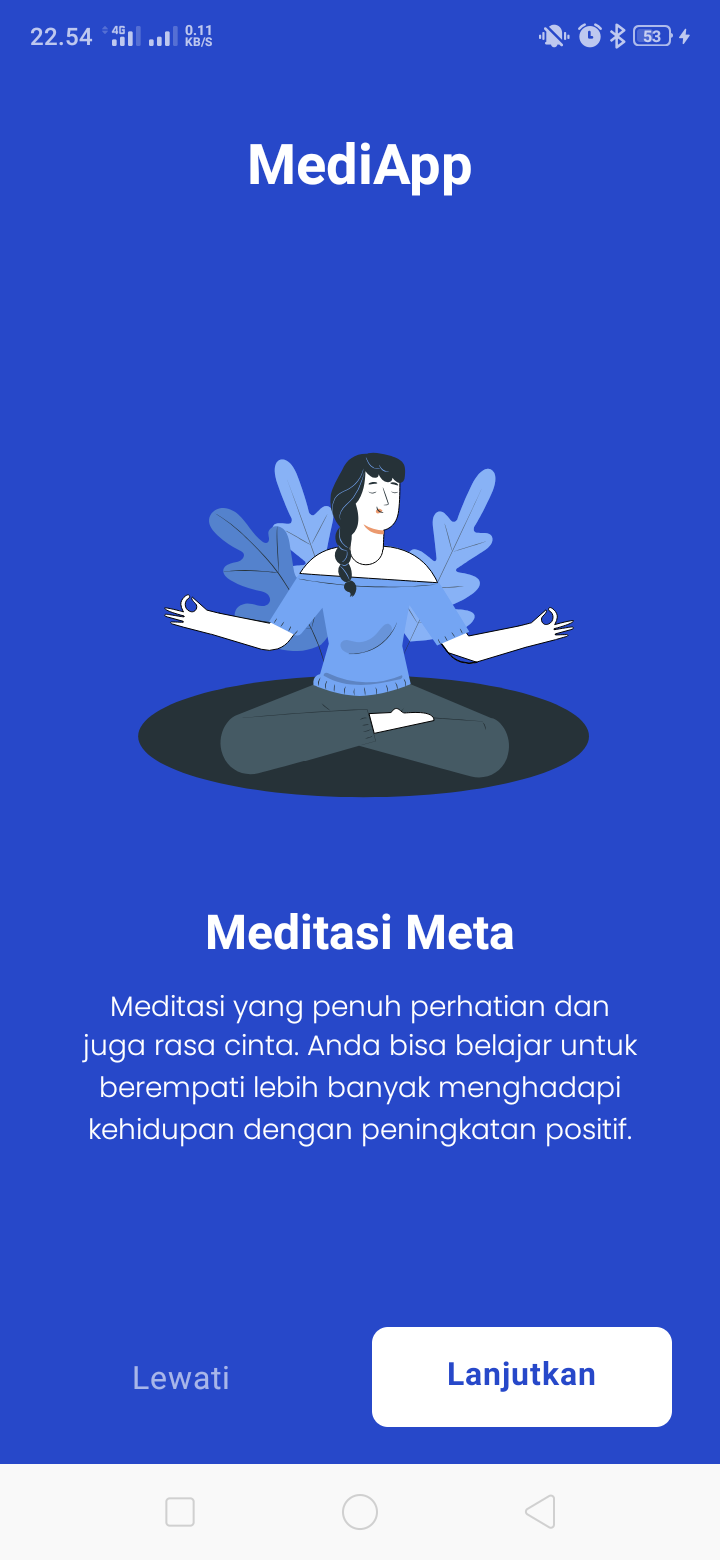 22.54 4G 0.11 KB/S 53
MediApp
Meditasi Meta
Meditasi yang penuh perhatian dan
juga rasa cinta. Anda bisa belajar untuk
berempati lebih banyak menghadapi
kehidupan dengan peningkatan positif.
Lewati Lanjutkan